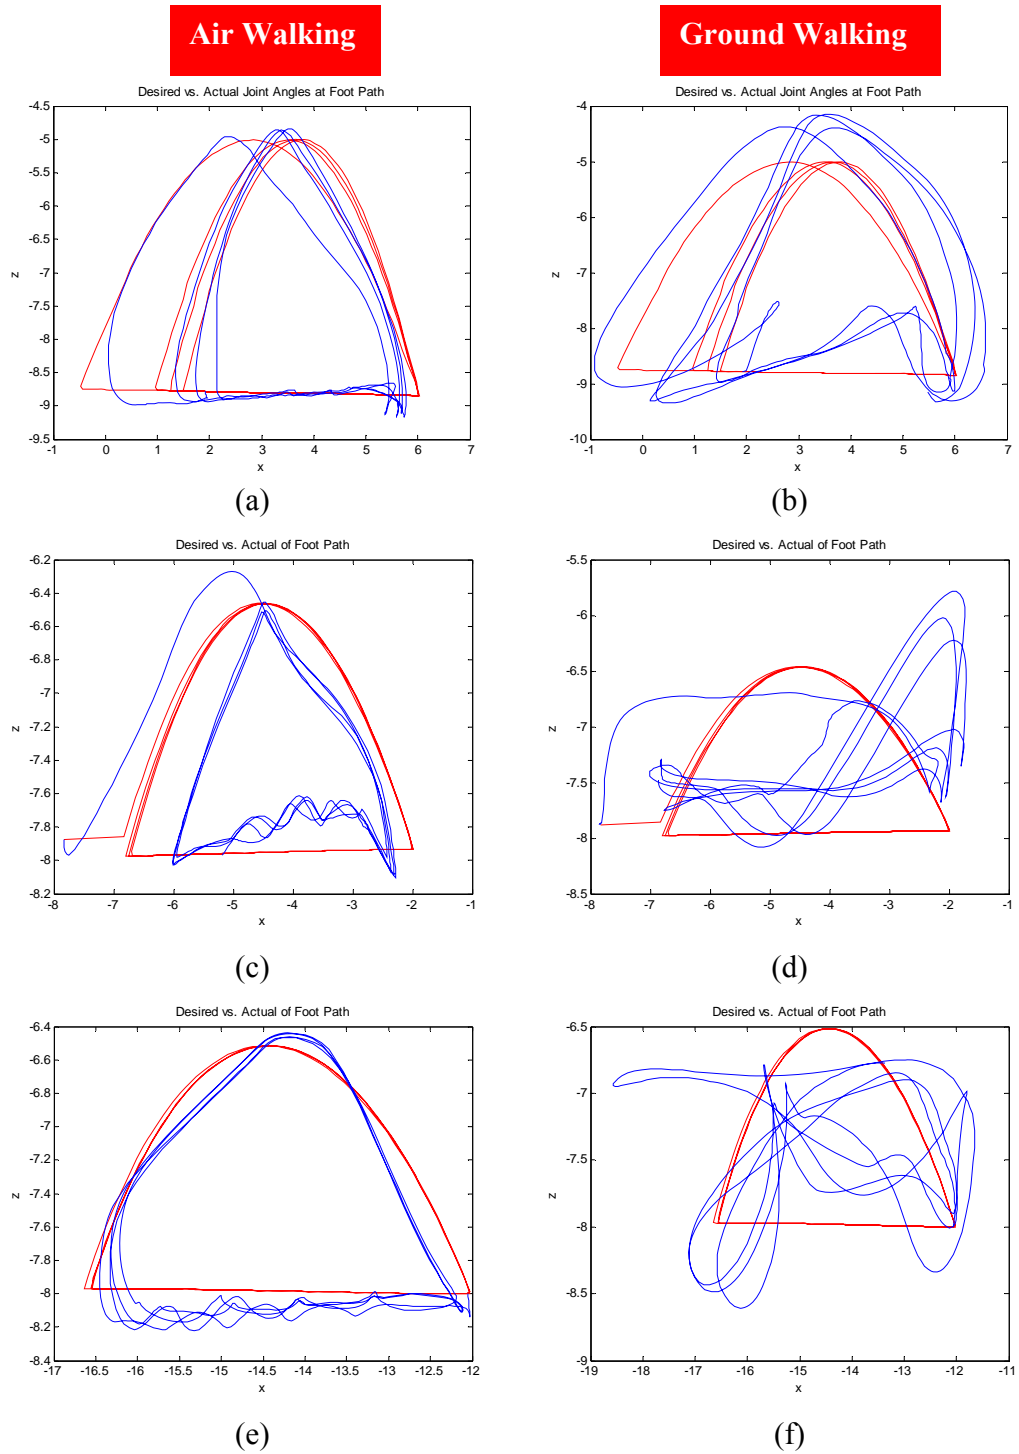 Air Walking
Ground Walking
Desired vs. Actual Joint Angles at Foot Path
-4.5
-5
-5.5
-6
-6.5
-7
-7.5
-8
-8.5
-9
-9.5
z
-1 0 1 2 3 4 5 6 7
x
(a)
Desired vs. Actual Joint Angles at Foot Path
-4
-5
-6
-7
-8
-9
-10
z
-1 0 1 2 3 4 5 6 7
x
(b)
Desired vs. Actual of Foot Path
-6.2
-6.4
-6.6
-6.8
-7
-7.2
-7.4
-7.6
-7.8
-8
-8.2
z
-8 -7 -6 -5 -4 -3 -2 -1
x
(c)
Desired vs. Actual of Foot Path
-5.5
-6
-6.5
-7
-7.5
-8
-8.5
z
-8 -7 -6 -5 -4 -3 -2 -1
x
(d)
Desired vs. Actual of Foot Path
-6.4
-6.6
-6.8
-7
-7.2
-7.4
-7.6
-7.8
-8
-8.2
-8.4
z
-17 -16.5 -16 -15.5 -15 -14.5 -14 -13.5 -13 -12.5 -12
x
(e)
Desired vs. Actual of Foot Path
-6.5
-7
-7.5
-8
-8.5
-9
z
-19 -18 -17 -16 -15 -14 -13 -12 -11
x
(f)